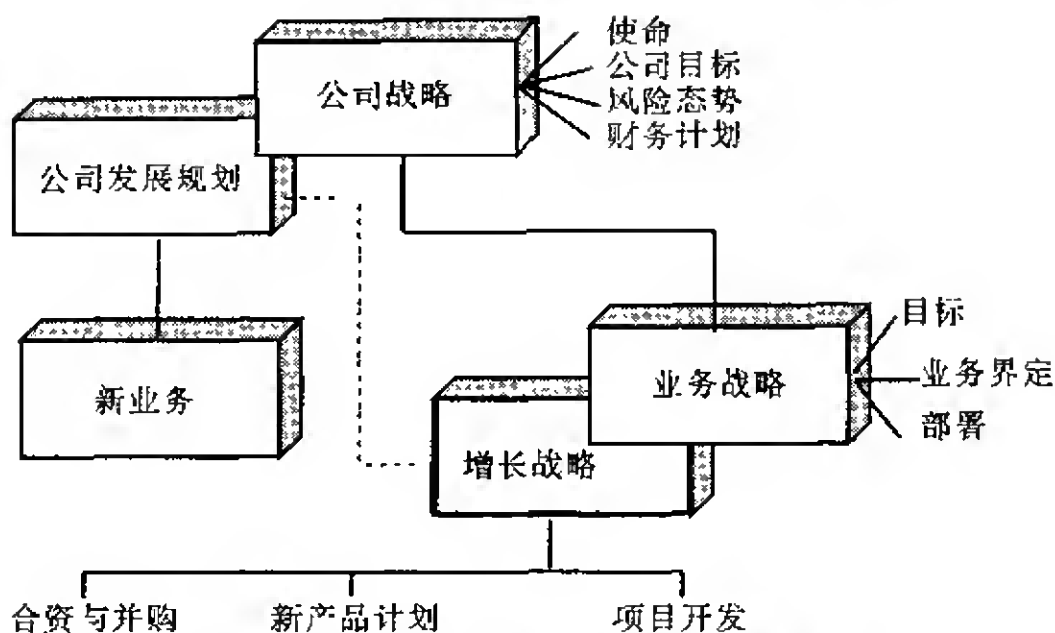 使命
公司目标
公司战略
风险态势
财务计划
公司发展规划
目标
新业务
业务战略
业务界定
部署
增长战略
合资与并购
新产品计划
项目开发